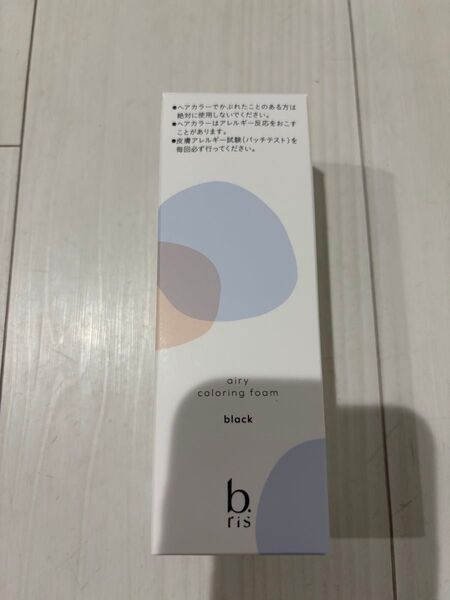 ●ヘアカラーでかぶれたことのある方は
絶対に使用しないでください。
●ヘアカラーはアレルギー反応をおこす
ことがあります。
●皮膚アレルギー試験(パッチテスト)を
毎回必ず行ってください。
airy
coloring foam
black
b.
ris